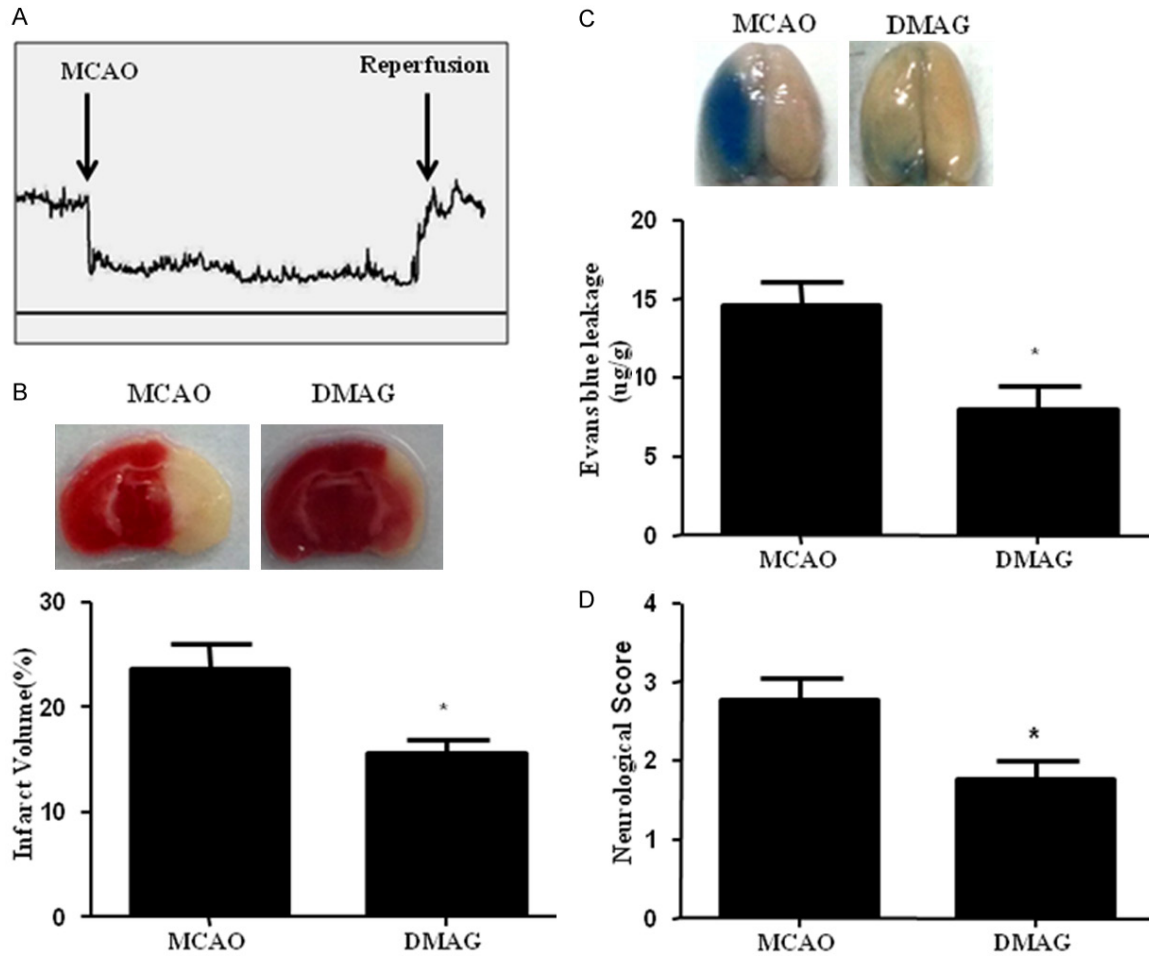 A
MCAO
Reperfusion
B
MCAO DMAG
Infarct Volume(%)
30
20
10
0
*
MCAO DMAG
C
MCAO DMAG
Evans blue leakage
(ug/g)
20
15
10
5
0
*
MCAO DMAG
D
Neurological Score
4
3
2
1
0
*
MCAO DMAG